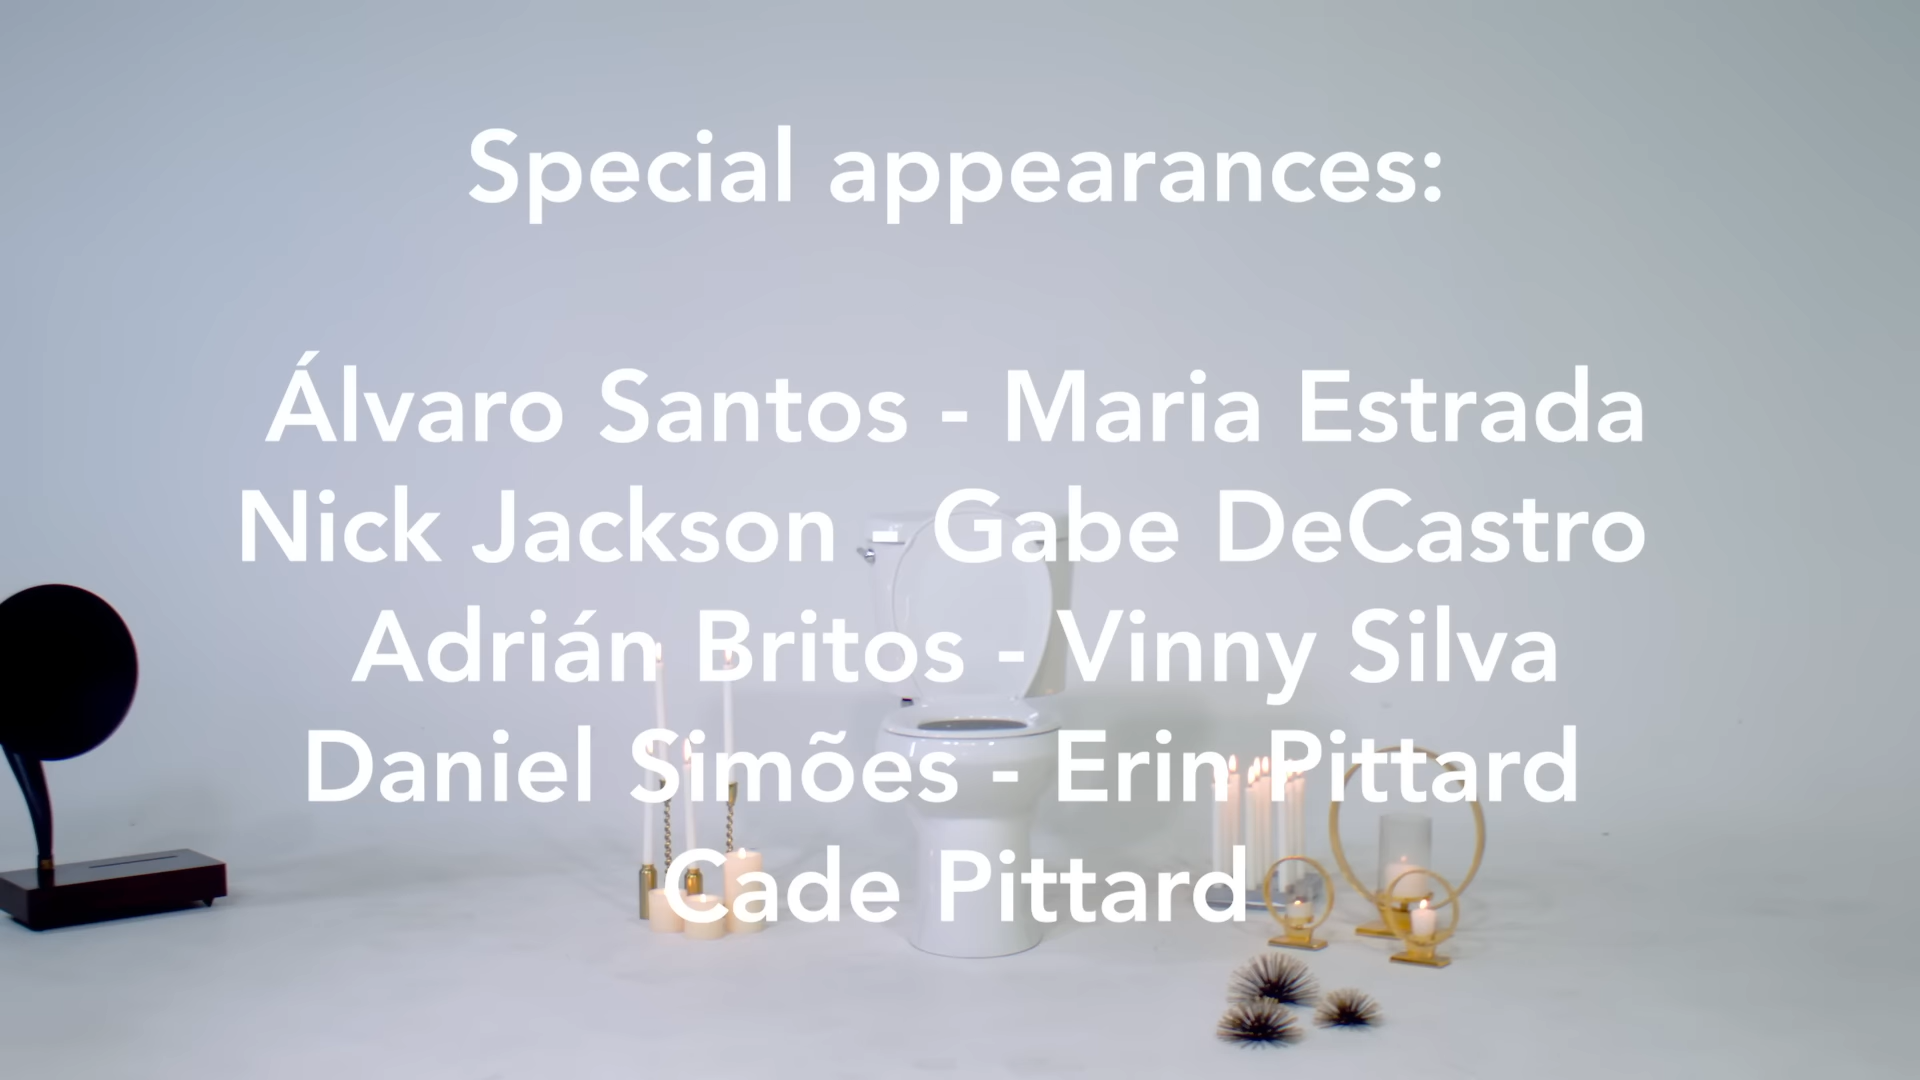 Special appearances:
Álvaro Santos - Maria Estrada
Nick Jackson - Gabe DeCastro
Adrián Britos - Vinny Silva
Daniel Simões - Erin Pittard
Cade Pittard